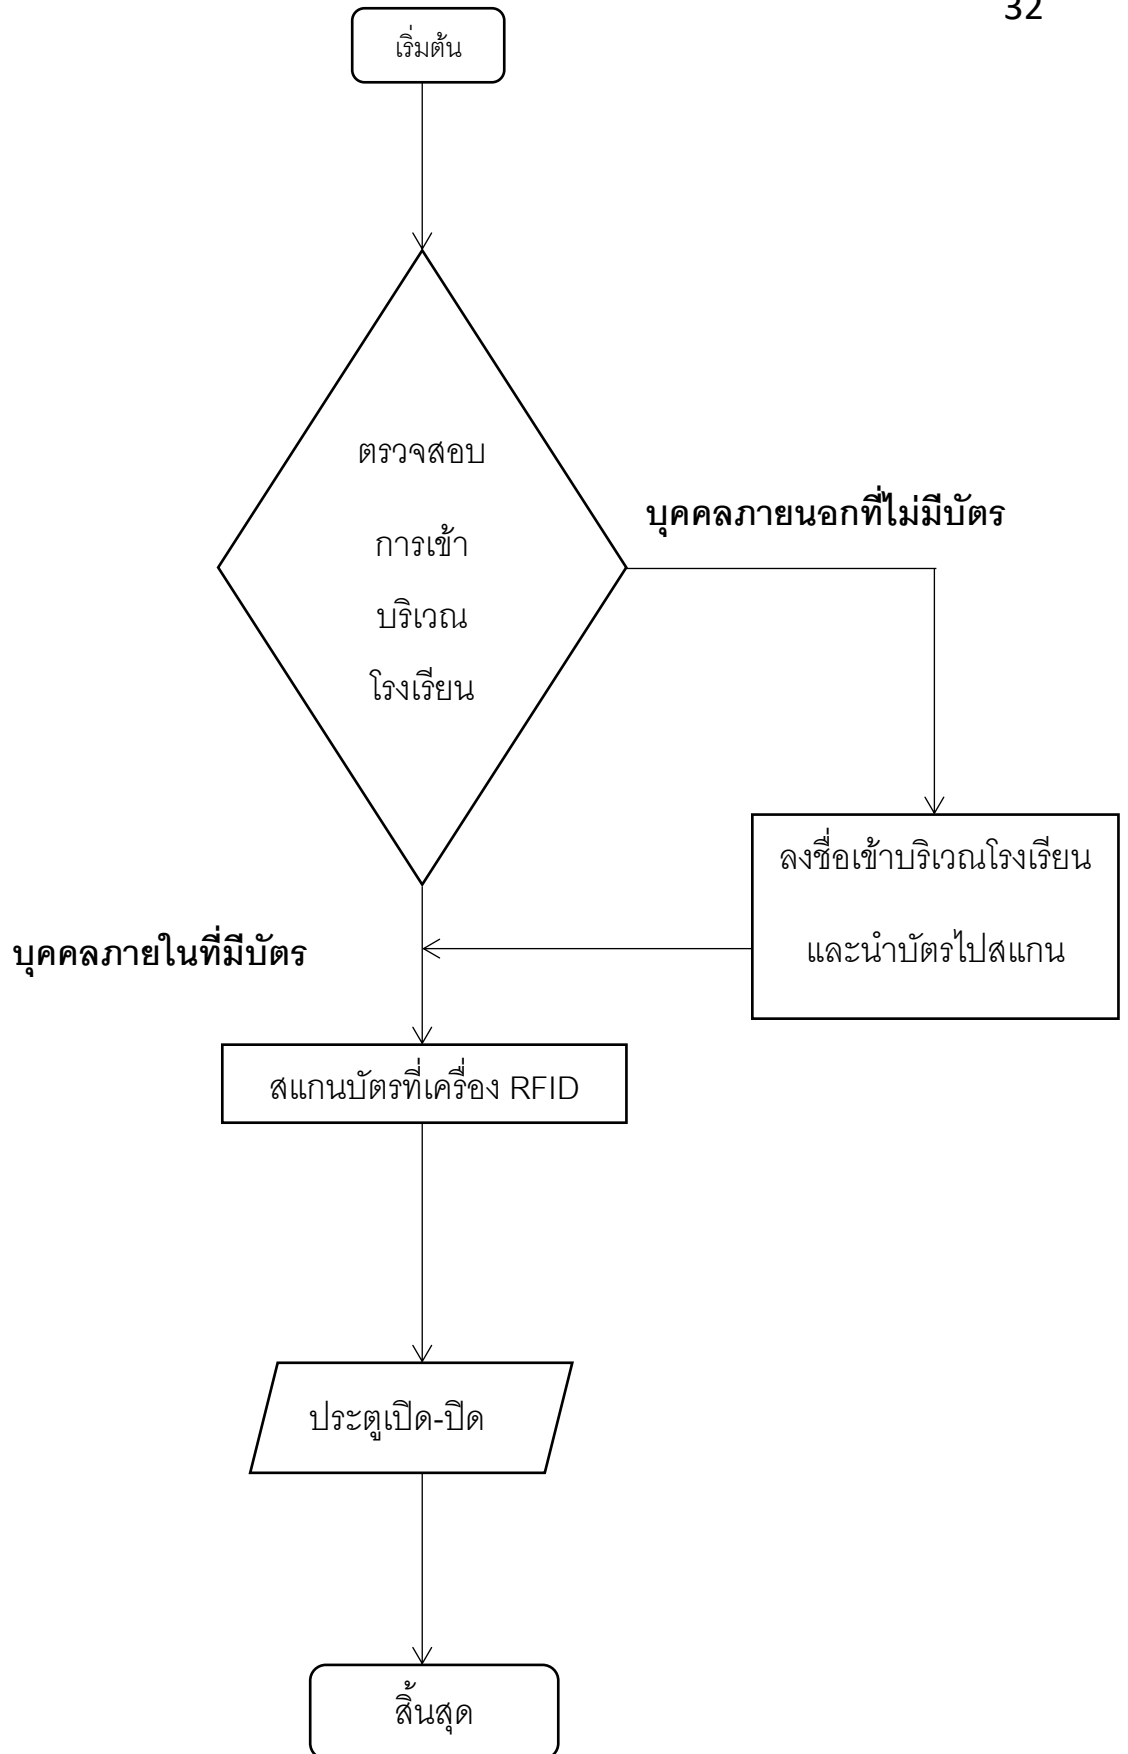 32
เริ่มต้น
ตรวจสอบ
การเข้า
บริเวณ
โรงเรียน
บุคคลภายนอกที่ไม่มีบัตร
ลงชื่อเข้าบริเวณโรงเรียน
และนำบัตรไปสแกน
บุคคลภายในที่มีบัตร
สแกนบัตรที่เครื่อง RFID
ประตูเปิด-ปิด
สิ้นสุด